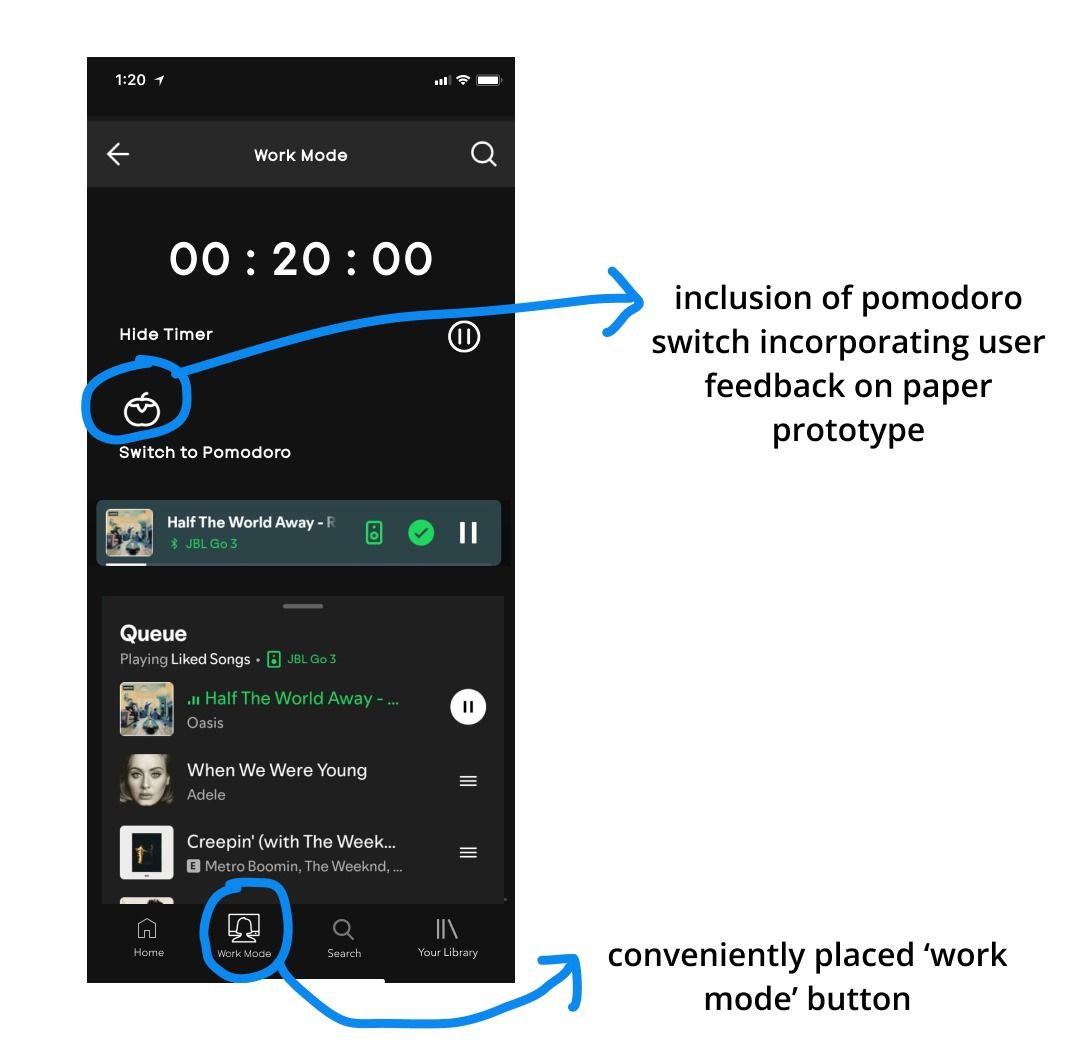 1:20
Work Mode
00 : 20 : 00
inclusion of pomodoro
switch incorporating user
feedback on paper
prototype
Hide Timer
Switch to Pomodoro
Half The World Away - R
JBL Go 3
Queue
Playing Liked Songs • JBL Go 3
Half The World Away - ...
Oasis
When We Were Young
Adele
Creepin' (with The Week...
E Metro Boomin, The Weeknd, ...
Home
Work Mode
Search
Your Library
conveniently placed ‘work
mode’ button